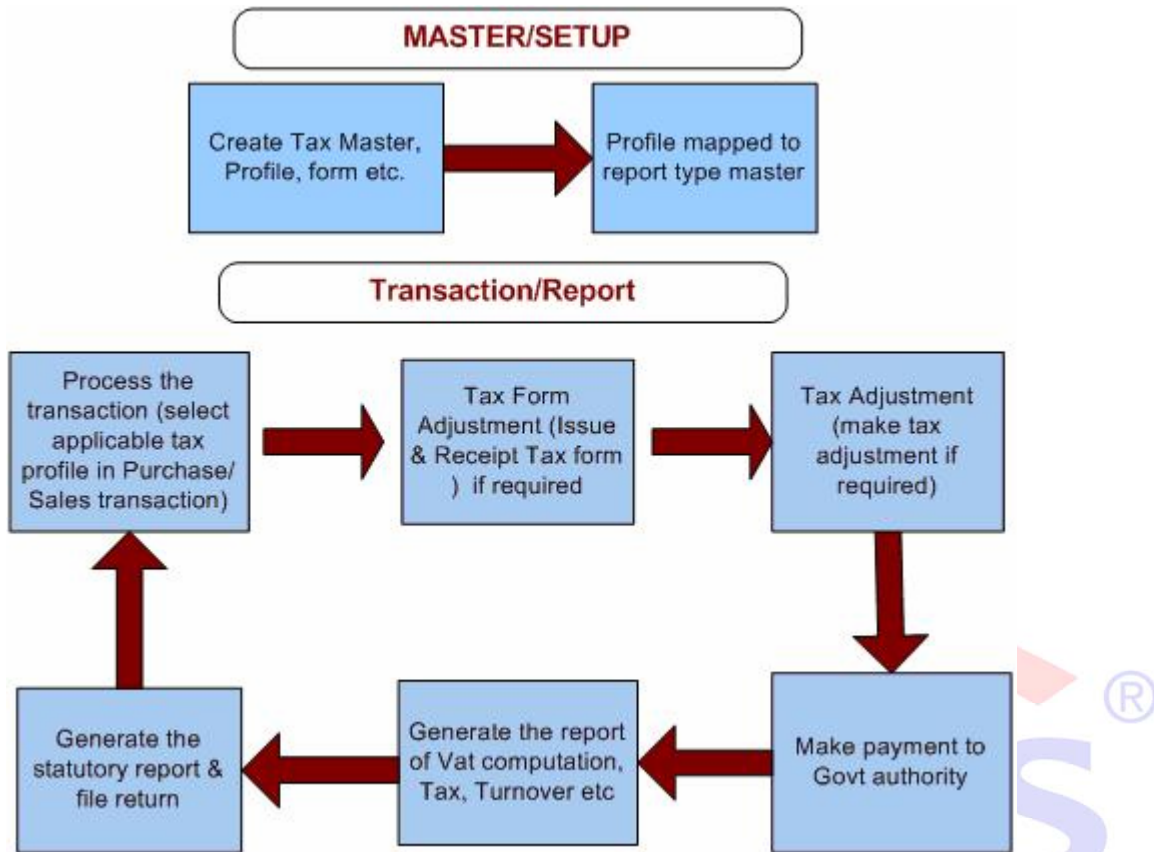 MASTER/SETUP
Create Tax Master,
Profile, form etc.
Profile mapped to
report type master
Transaction/Report
Process the
transaction (select
applicable tax
profile in Purchase/
Sales transaction)
Tax Form
Adjustment (Issue
& Receipt Tax form
) if required
Tax Adjustment
(make tax
adjustment if
required)
Generate the
statutory report &
file return
Generate the report
of Vat computation,
Tax, Turnover etc
Make payment to
Govt authority
®
S